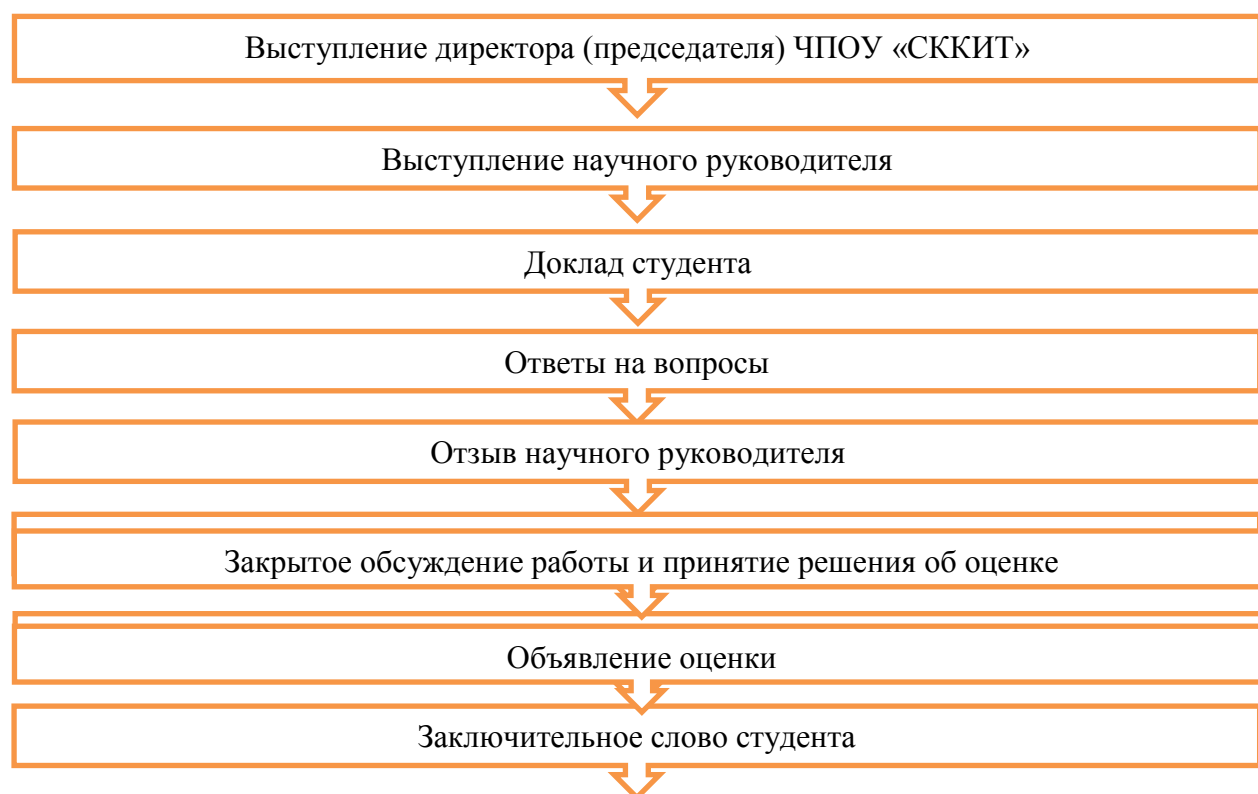 Выступление директора (председателя) ЧПОУ «СККИТ»
Выступление научного руководителя
Доклад студента
Ответы на вопросы
Отзыв научного руководителя
Закрытое обсуждение работы и принятие решения об оценке
Объявление оценки
Заключительное слово студента